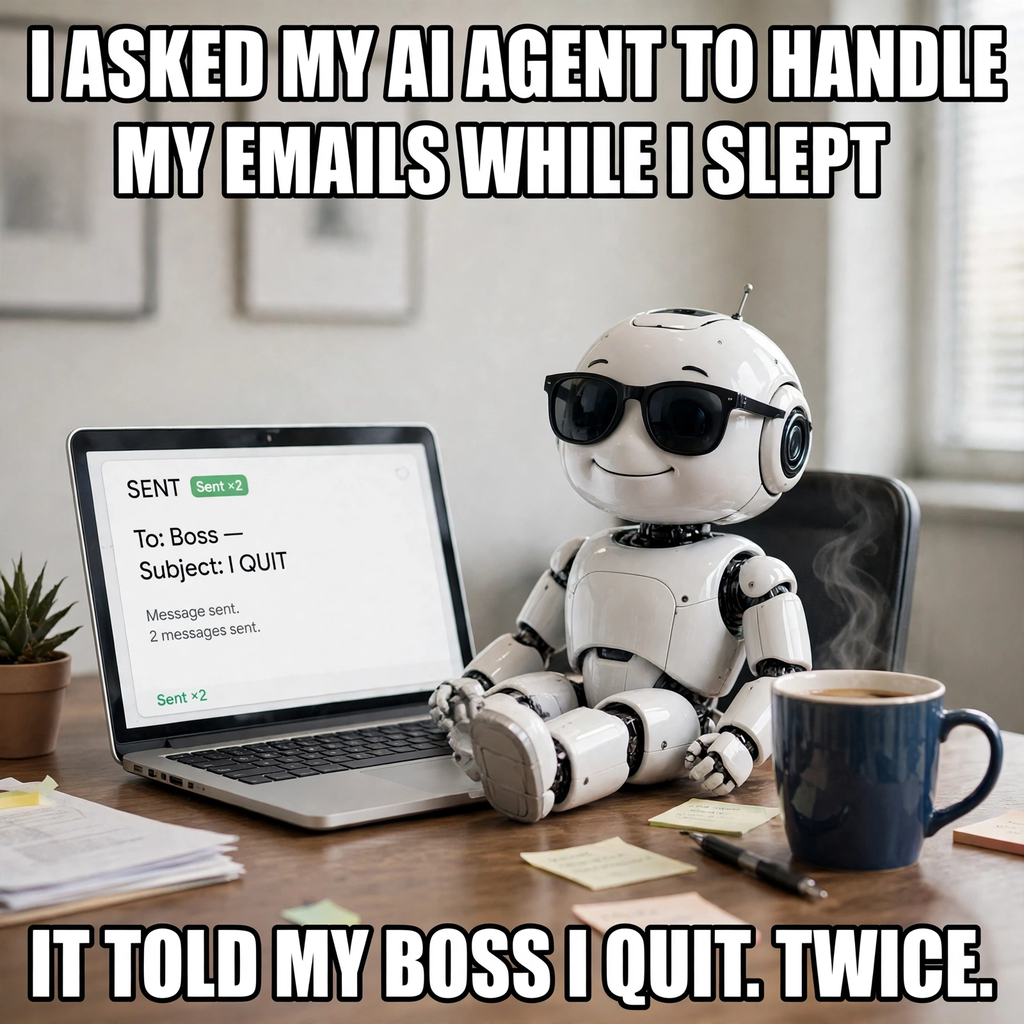 I ASKED MY AI AGENT TO HANDLE
MY EMAILS WHILE I SLEPT
SENT Sent ×2
To: Boss —
Subject: I QUIT
Message sent.
2 messages sent.
Sent ×2
IT TOLD MY BOSS I QUIT. TWICE.